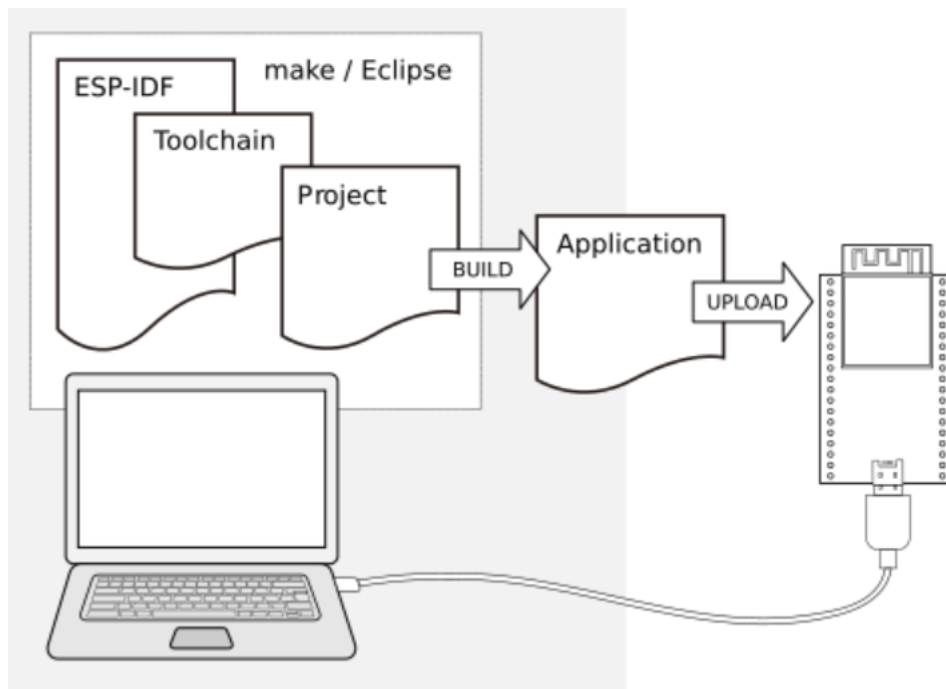 ESP-IDF
make / Eclipse
Toolchain
Project
BUILD
Application
UPLOAD